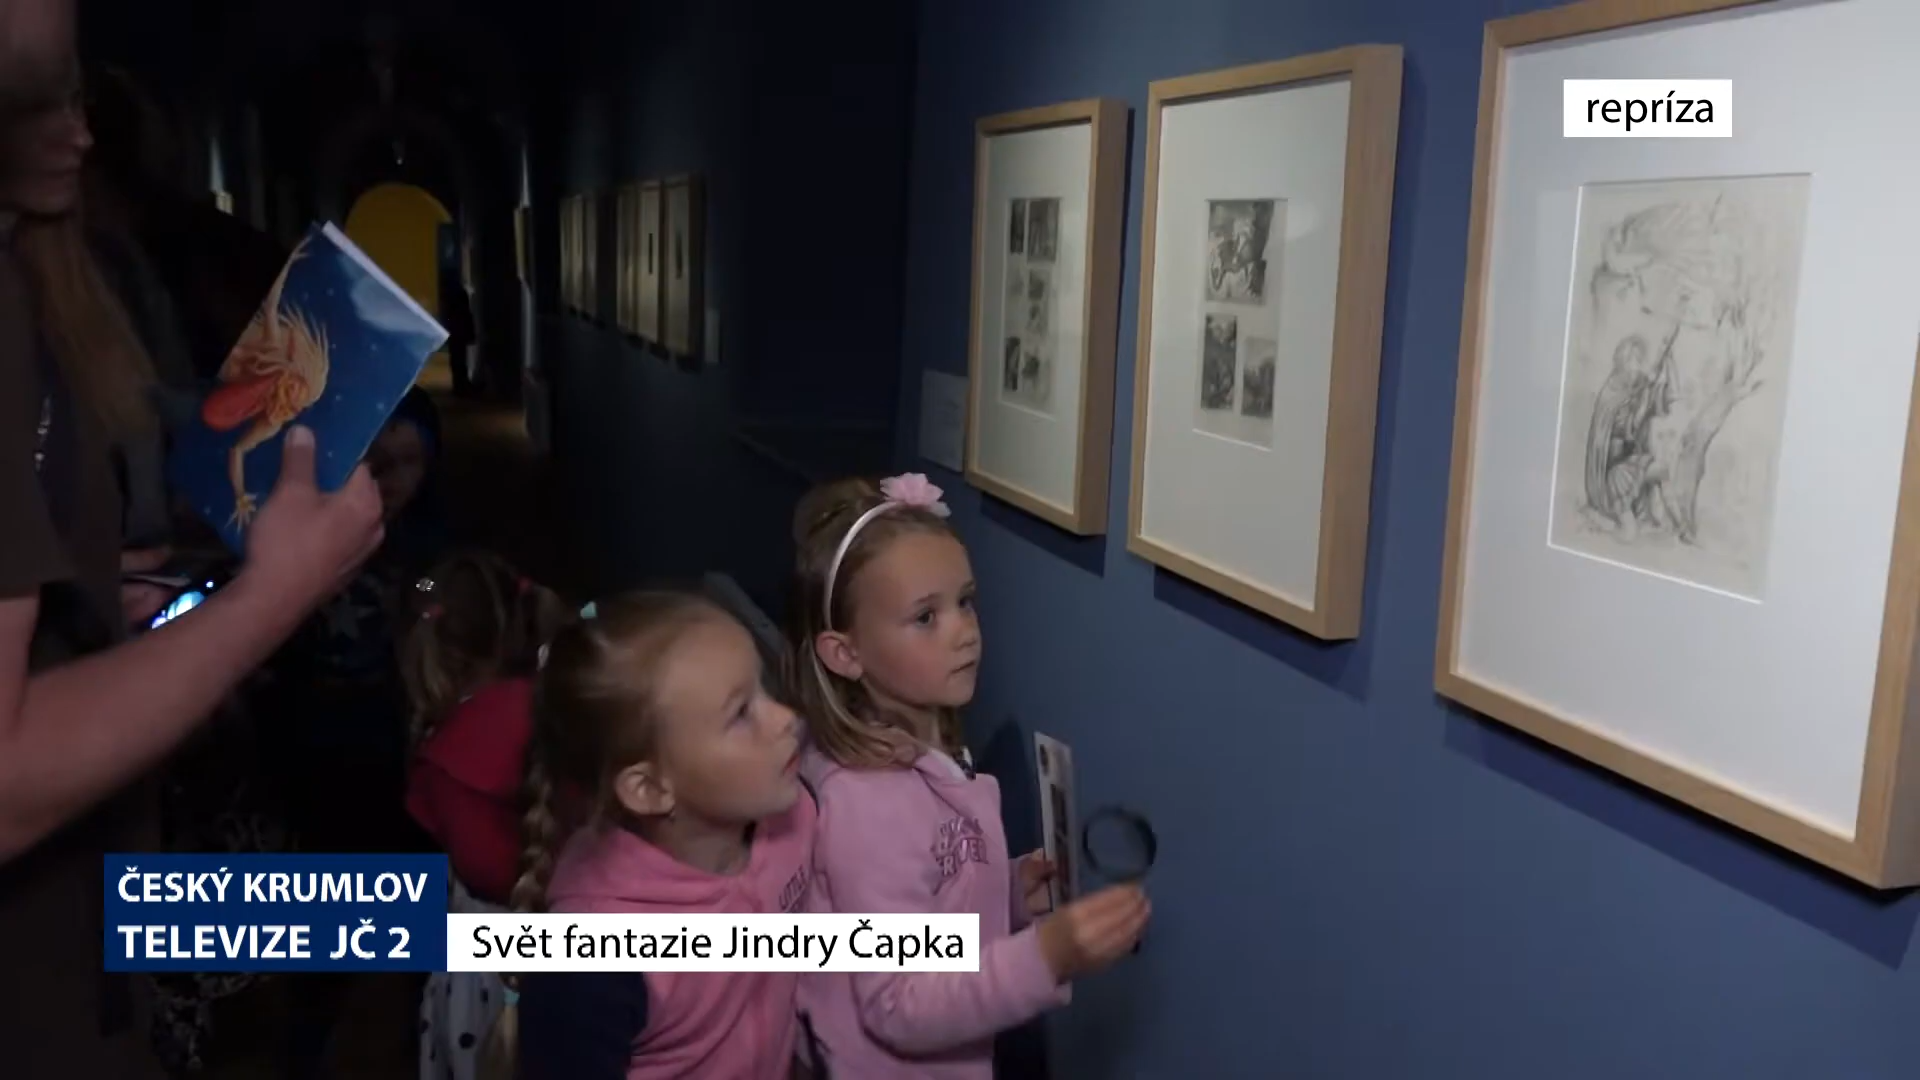 repríza
ČESKÝ KRUMLOV
TELEVIZE JČ 2
Svět fantazie Jindry Čapka